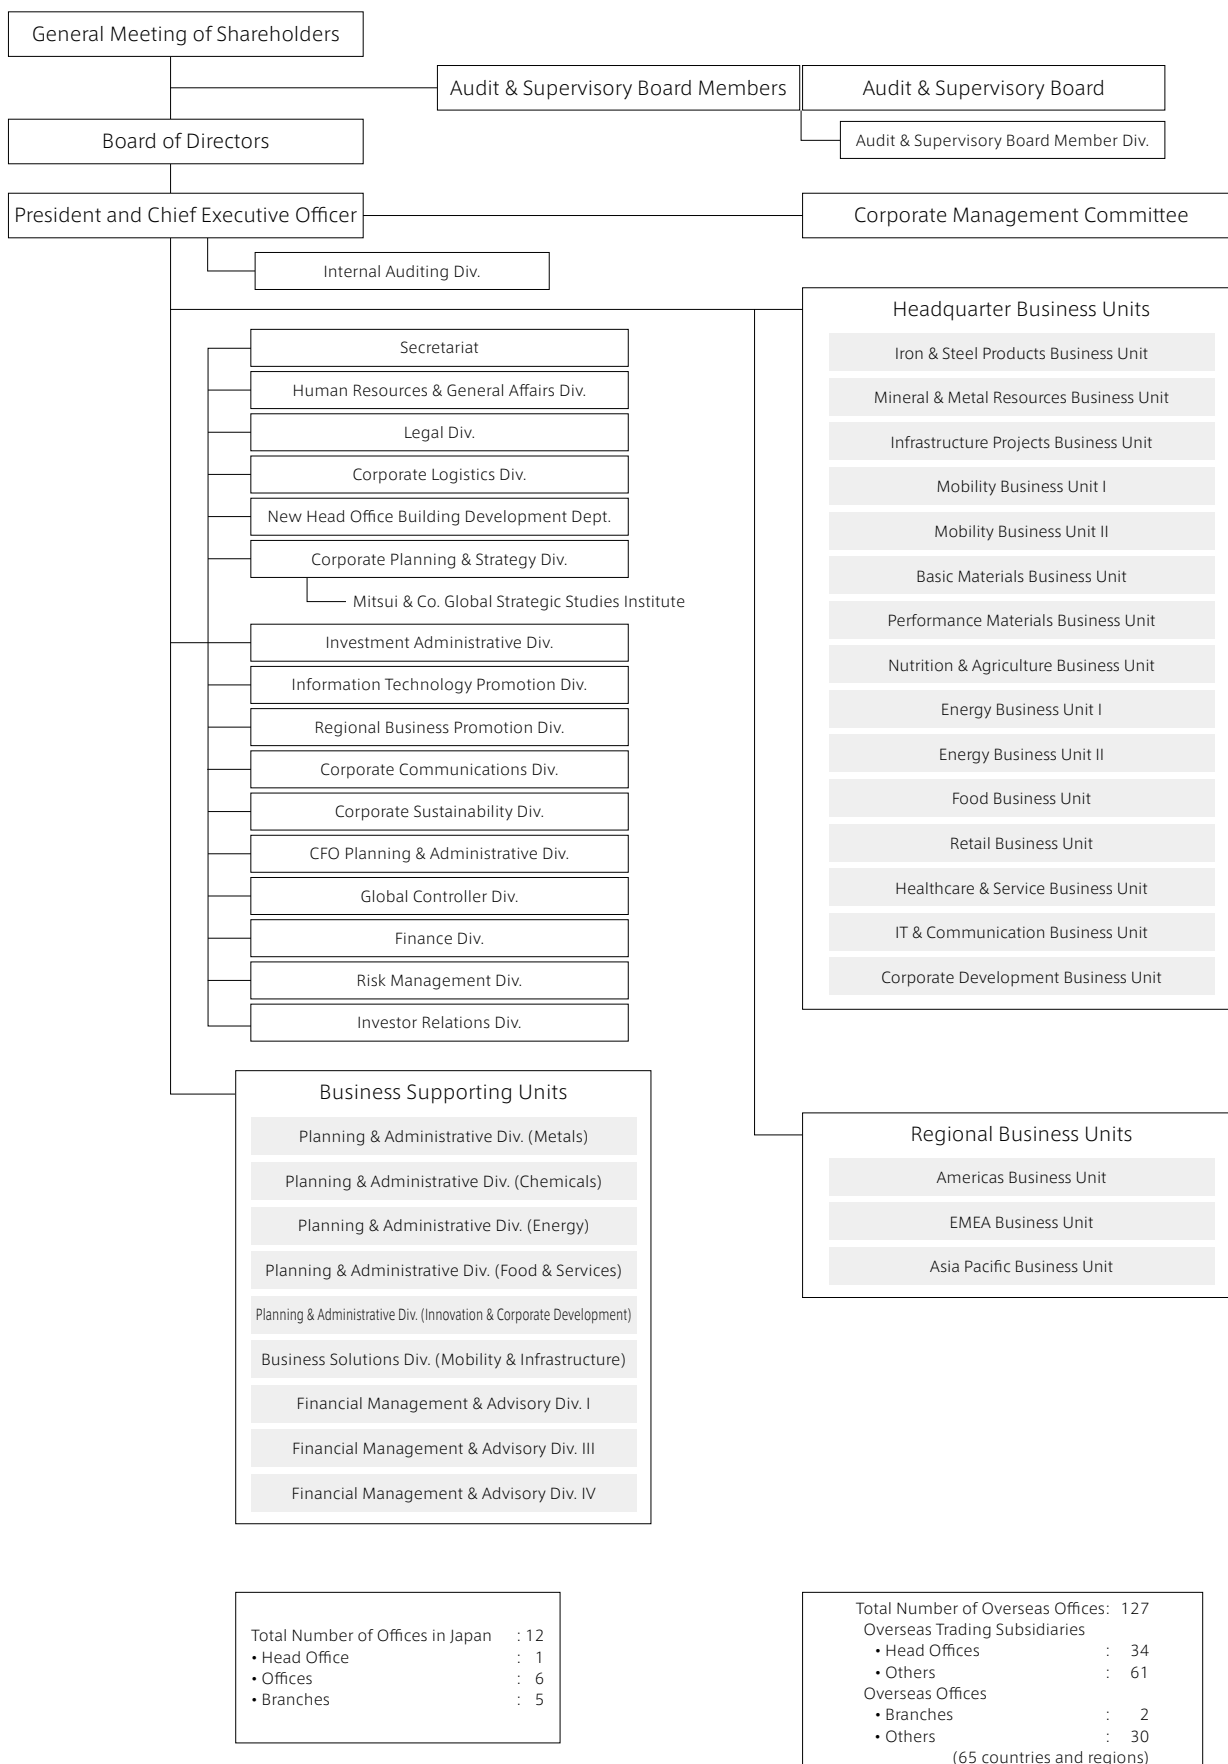 General Meeting of Shareholders
Audit & Supervisory Board Members
Audit & Supervisory Board
Board of Directors
Audit & Supervisory Board Member Div.
President and Chief Executive Officer
Corporate Management Committee
Internal Auditing Div.
Secretariat
Human Resources & General Affairs Div.
Legal Div.
Corporate Logistics Div.
New Head Office Building Development Dept.
Corporate Planning & Strategy Div.
Mitsui & Co. Global Strategic Studies Institute
Investment Administrative Div.
Information Technology Promotion Div.
Regional Business Promotion Div.
Corporate Communications Div.
Corporate Sustainability Div.
CFO Planning & Administrative Div.
Global Controller Div.
Finance Div.
Risk Management Div.
Investor Relations Div.
Headquarter Business Units
Iron & Steel Products Business Unit
Mineral & Metal Resources Business Unit
Infrastructure Projects Business Unit
Mobility Business Unit I
Mobility Business Unit II
Basic Materials Business Unit
Performance Materials Business Unit
Nutrition & Agriculture Business Unit
Energy Business Unit I
Energy Business Unit II
Food Business Unit
Retail Business Unit
Healthcare & Service Business Unit
IT & Communication Business Unit
Corporate Development Business Unit
Business Supporting Units
Planning & Administrative Div. (Metals)
Planning & Administrative Div. (Chemicals)
Planning & Administrative Div. (Energy)
Planning & Administrative Div. (Food & Services)
Planning & Administrative Div. (Innovation & Corporate Development)
Business Solutions Div. (Mobility & Infrastructure)
Financial Management & Advisory Div. I
Financial Management & Advisory Div. III
Financial Management & Advisory Div. IV
Regional Business Units
Americas Business Unit
EMEA Business Unit
Asia Pacific Business Unit
Total Number of Offices in Japan : 12
• Head Office : 1
• Offices : 6
• Branches : 5
Total Number of Overseas Offices: 127
Overseas Trading Subsidiaries
• Head Offices : 34
• Others : 61
Overseas Offices
• Branches : 2
• Others : 30
(65 countries and regions)